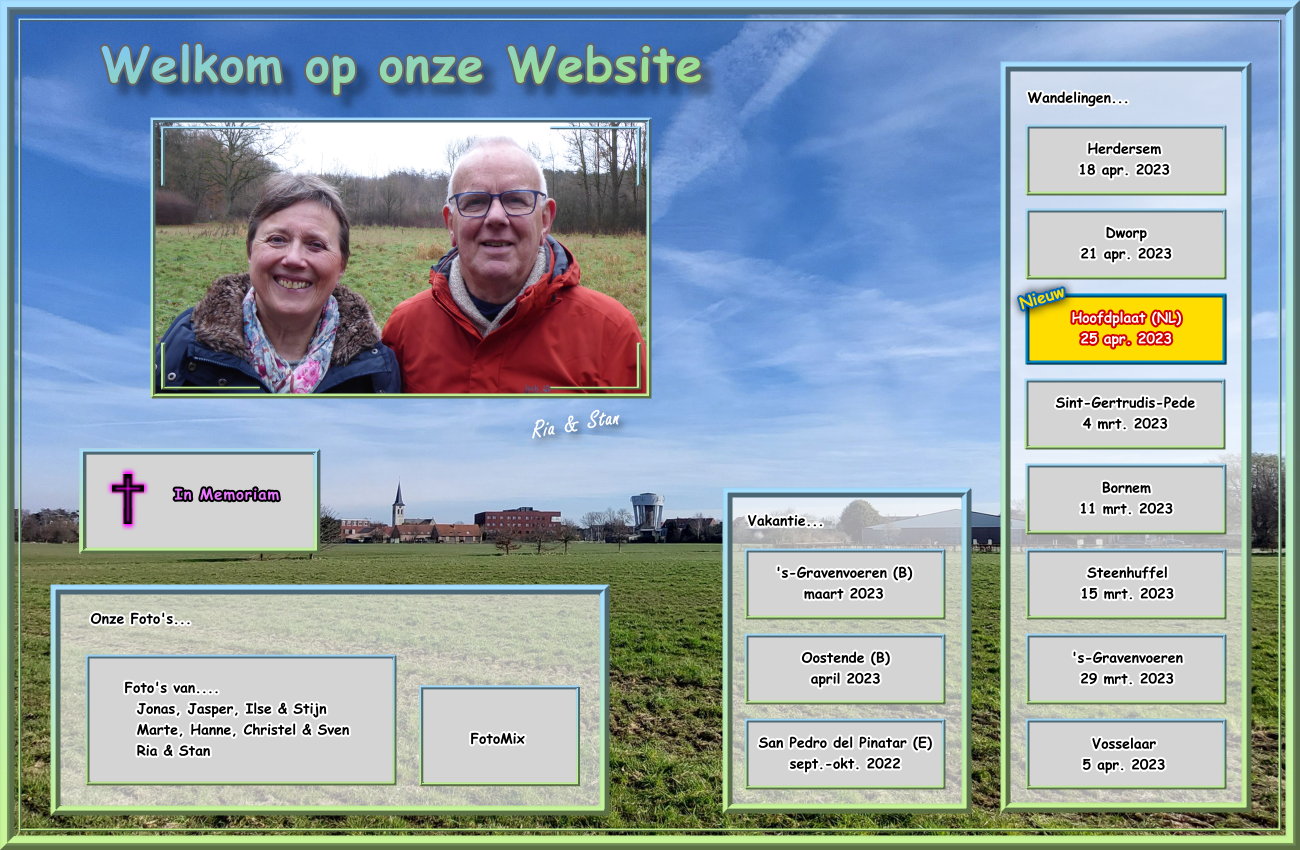 Welkom op onze Website
Ria & Stan
In Memoriam
Onze Foto's...
Foto's van....
Jonas, Jasper, Ilse & Stijn
Marte, Hanne, Christel & Sven
Ria & Stan
FotoMix
Vakantie...
's-Gravenvoeren (B)
maart 2023
Oostende (B)
april 2023
San Pedro del Pinatar (E)
sept.-okt. 2022
Wandelingen...
Herdersem
18 apr. 2023
Dworp
21 apr. 2023
Nieuw
Hoofdplaat (NL)
25 apr. 2023
Sint-Gertrudis-Pede
4 mrt. 2023
Bornem
11 mrt. 2023
Steenhuffel
15 mrt. 2023
's-Gravenvoeren
29 mrt. 2023
Vosselaar
5 apr. 2023